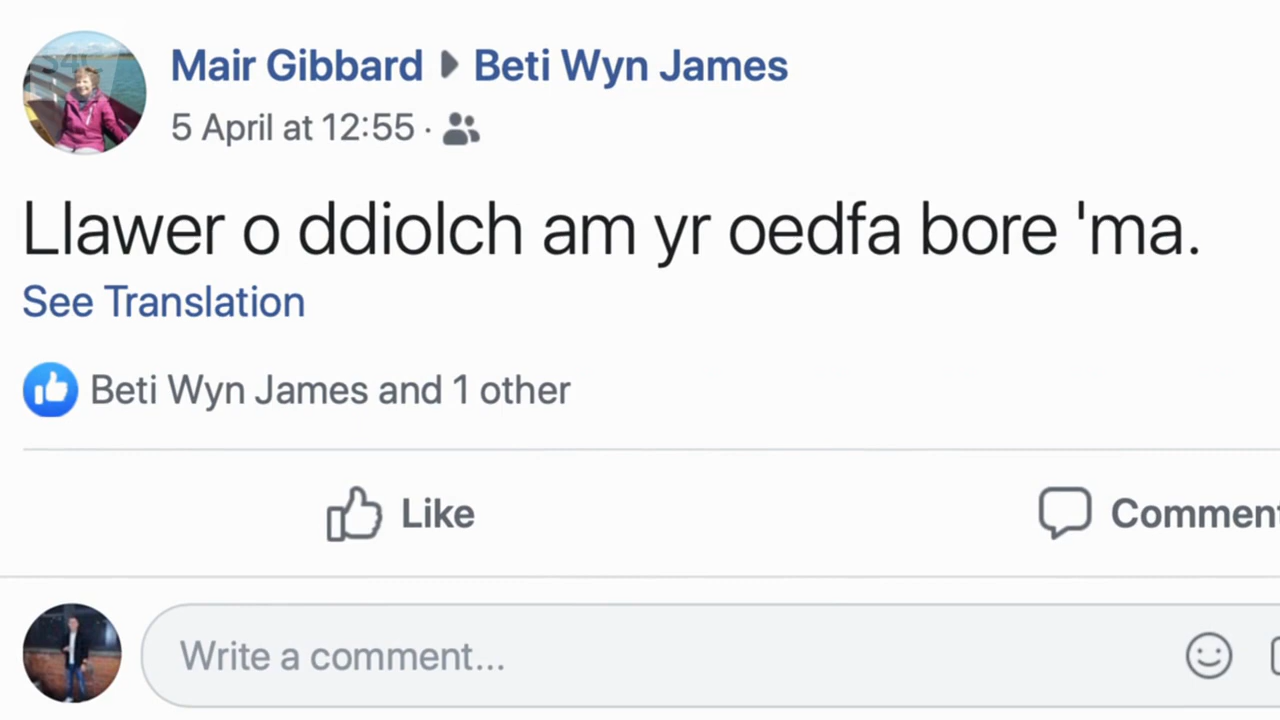 S4C
Mair Gibbard ▸ Beti Wyn James
5 April at 12:55 ·
Llawer o ddiolch am yr oedfa bore 'ma.
See Translation
Beti Wyn James and 1 other
Like
Comment
Write a comment...